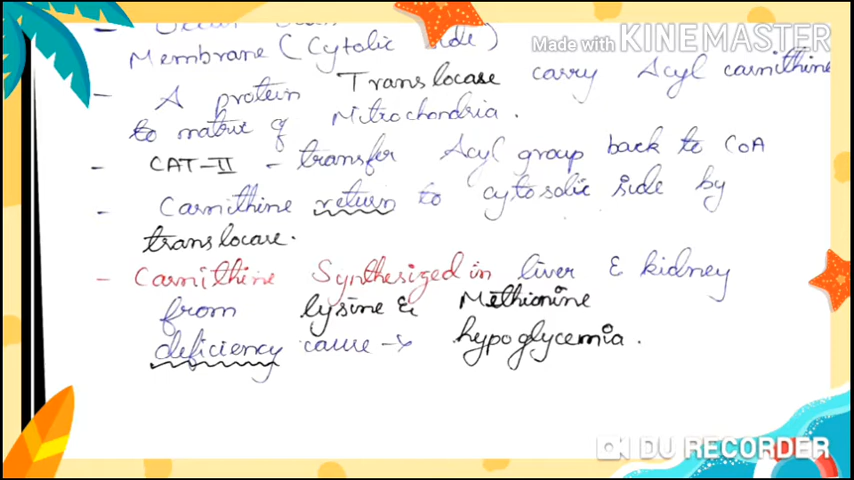 Membrane (Cytolic side)
Made with KINEMASTER
- A protein Translocase carry Acyl carnithine
to matrix of Mitrochondria.
- CAT-II - transfer Acyl group back to CoA
- Carnithine return to cytosolic side by
translocase.
- Carnithine Synthesized in liver & kidney
from lysine & Methionine
deficiency cause → hypoglycemia.
DU RECORDER